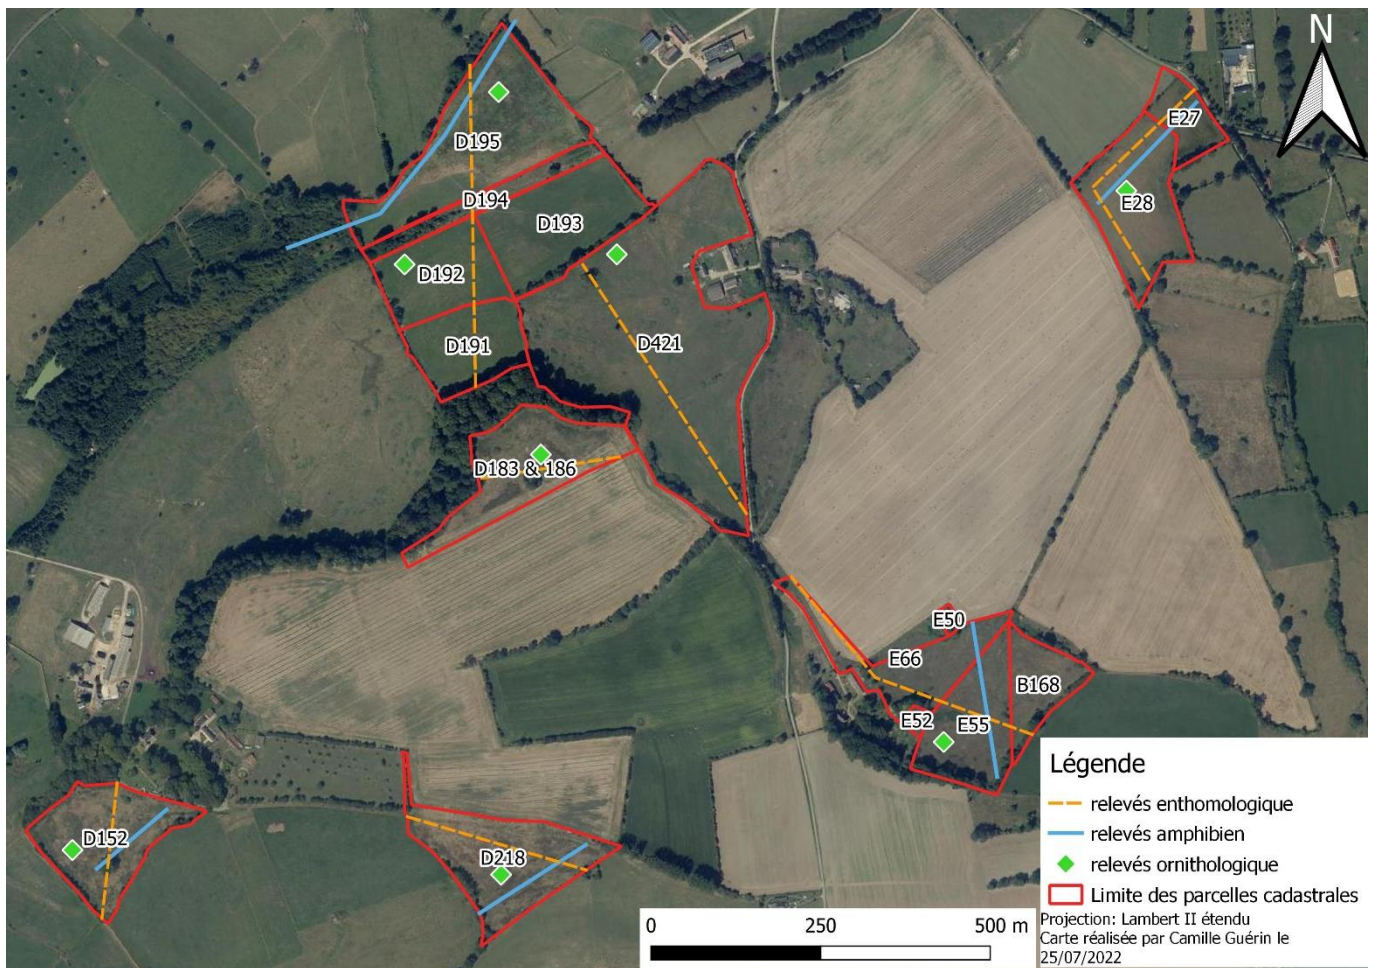 N
E27
D195
E28
D194
D193
D192
D191
D421
D183 & 186
E50
E66
B168
E52
E55
D152
D218
Légende
relevés enthomologique
relevés amphibien
relevés ornithologique
Limite des parcelles cadastrales
Projection: Lambert II étendu
Carte réalisée par Camille Guérin le
25/07/2022
0 250 500 m